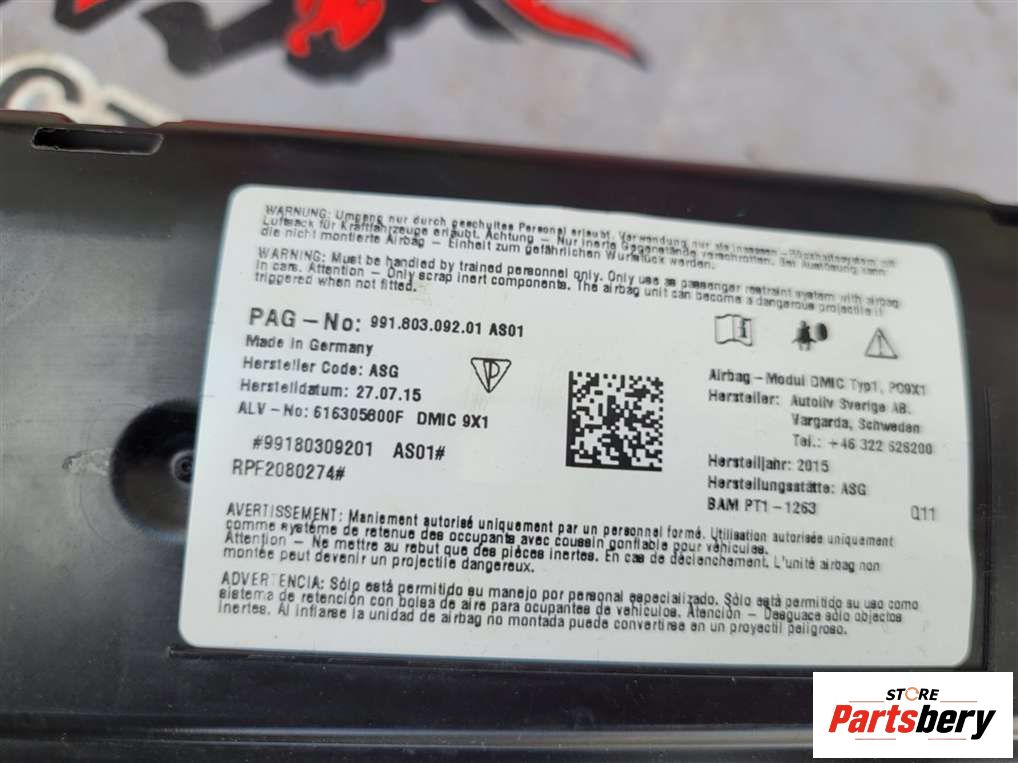 WARNUNG: Umgang nur durch geschultes Personal erlaubt. Verwendung nur als Insassen - Rückhaltesystem mit
Luftsack für Kraftfahrzeuge erlaubt. Achtung - Nur inerte Gegenstände verschrotten. Bei Auslösung kann
die nicht montierte Airbag - Einheit zum gefährlichen Wurfstück werden.
WARNING: Must be handled by trained personnel only. Only use as passenger restraint system with airbag
in cars. Attention - Only scrap inert components. The airbag unit can become a dangerous projectile if
triggered when not fitted.
PAG - No: 991.803.092.01 AS01
Made in Germany
Hersteller Code: ASG
Herstelldatum: 27.07.15
ALV-No: 616305600F DMIC 9X1
#99180309201 AS01#
RPF2080274#
Airbag - Modul DMIC Typ1, PO9X1
Hersteller: Autoliv Sverige AB.
Vargarda, Schweden
Tel.: +46 322 626200
Herstelljahr: 2015
Herstellungsstätte: ASG
BAM PT1 - 1263 Q11
AVERTISSEMENT: Maniement autorisé uniquement par un personnel formé. Utilisation autorisée uniquement
comme système de retenue des occupants avec coussin gonflable pour véhicules.
Attention - Ne mettre au rebut que des pièces inertes. En cas de déclenchement. L'unité airbag non
montée peut devenir un projectile dangereux.
ADVERTENCIA: Sólo está permitido su manejo por personal especializado. Sólo está permitido su uso como
sistema de retención con bolsa de aire para ocupantes de vehículos. Atención - Desguace sólo objectos
inertes. Al inflarse la unidad de airbag no montada puede convertirse en un proyectil peligroso.
STORE
Partsbery